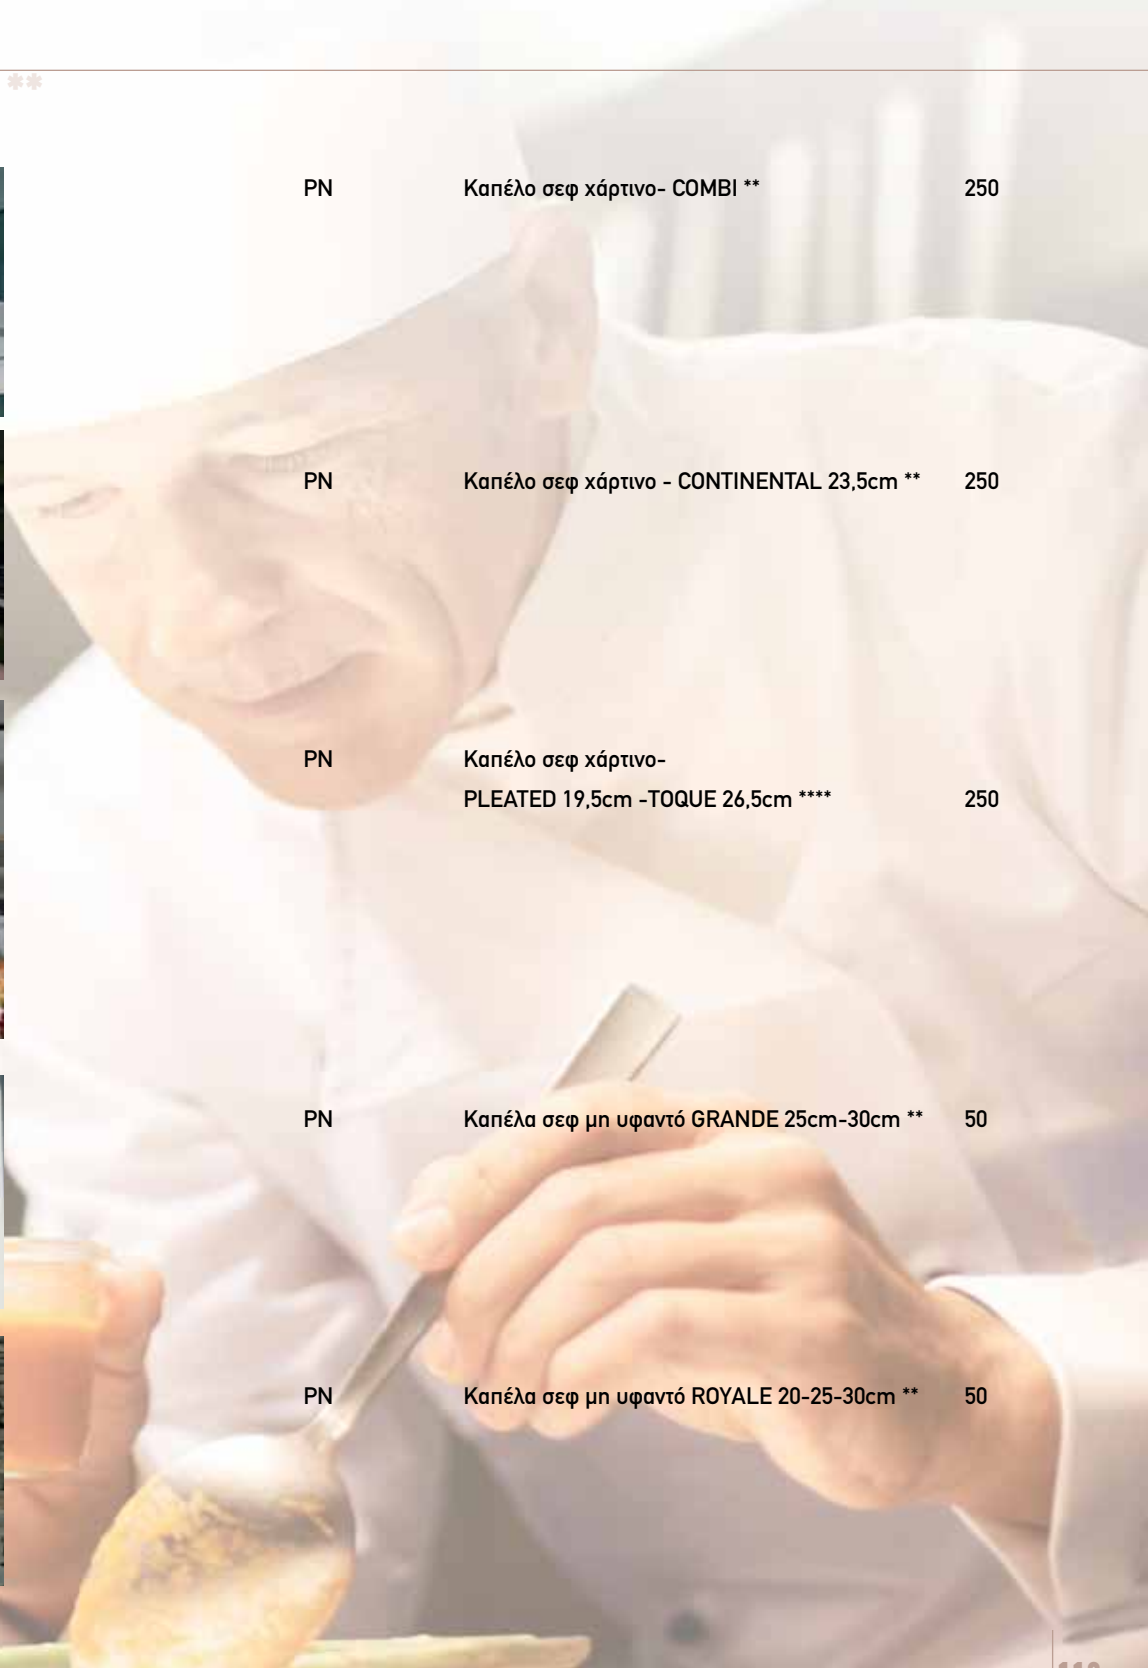 **
PN Καπέλο σεφ χάρτινο- COMBI ** 250
PN Καπέλο σεφ χάρτινο - CONTINENTAL 23,5cm ** 250
PN Καπέλο σεφ χάρτινο-
PLEATED 19,5cm -TOQUE 26,5cm **** 250
PN Καπέλα σεφ μη υφαντό GRANDE 25cm-30cm ** 50
PN Καπέλα σεφ μη υφαντό ROYALE 20-25-30cm ** 50